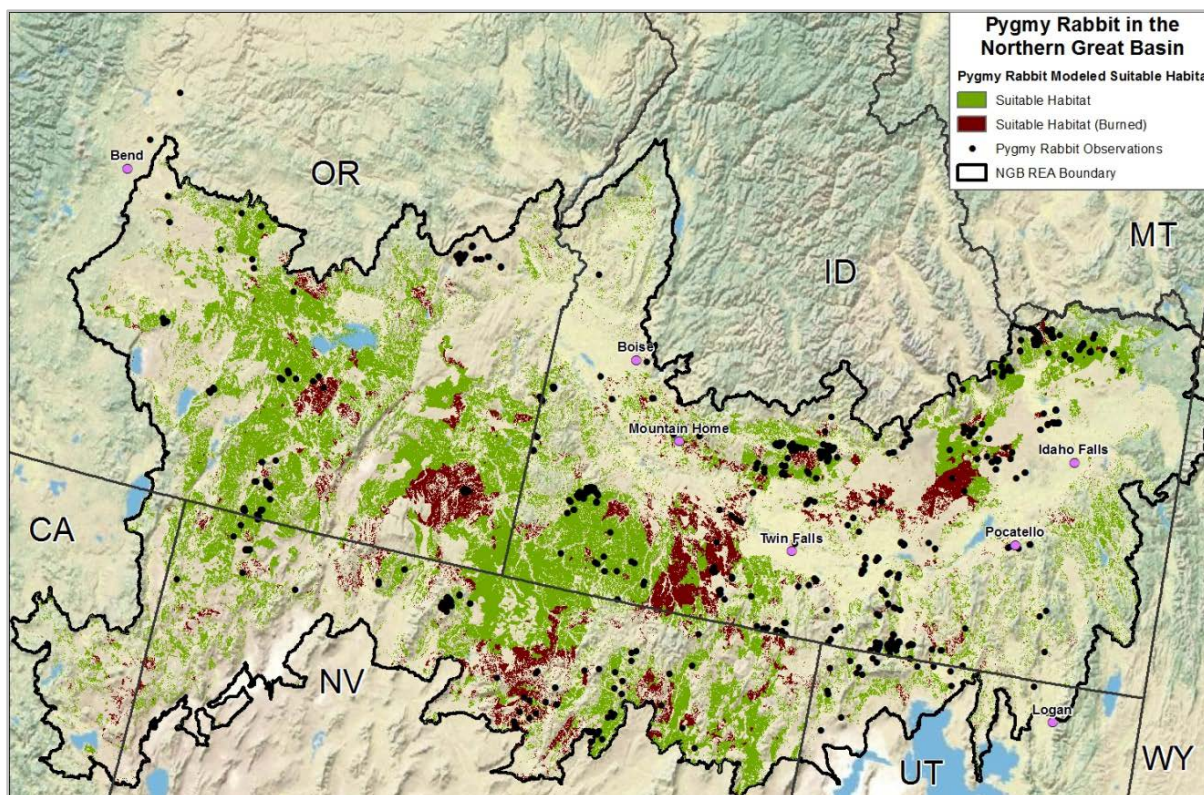 Pygmy Rabbit in the
Northern Great Basin
Pygmy Rabbit Modeled Suitable Habita
Suitable Habitat
Suitable Habitat (Burned)
Pygmy Rabbit Observations
NGB REA Boundary
Bend
OR
MT
ID
Boise
Mountain Home
Idaho Falls
CA
Twin Falls
Pocatello
NV
Logan
WY
UT